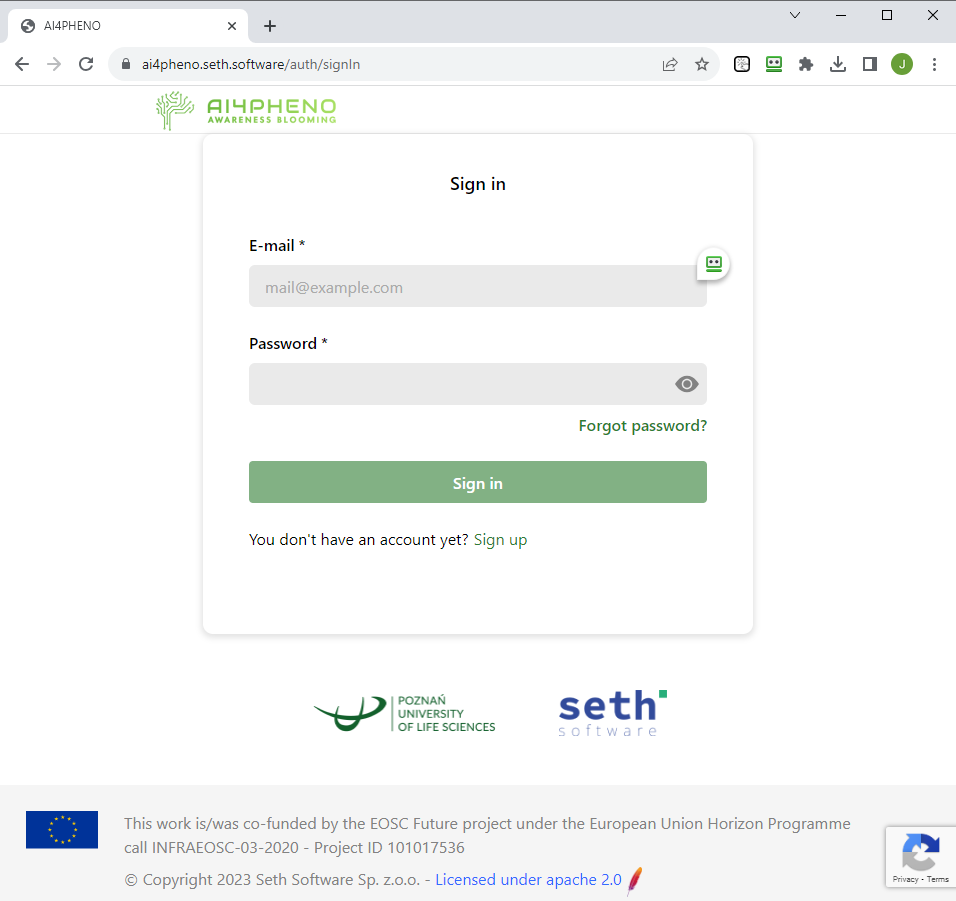 AI4PHENO
ai4pheno.seth.software/auth/signIn
J
AI4PHENO
AWARENESS BLOOMING
Sign in
E-mail *
mail@example.com
Password *
Forgot password?
Sign in
You don't have an account yet? Sign up
POZNAŃ
UNIVERSITY
OF LIFE SCIENCES
seth
software
This work is/was co-funded by the EOSC Future project under the European Union Horizon Programme
call INFRAEOSC-03-2020 - Project ID 101017536
© Copyright 2023 Seth Software Sp. z.o.o. - Licensed under apache 2.0
Privacy - Terms